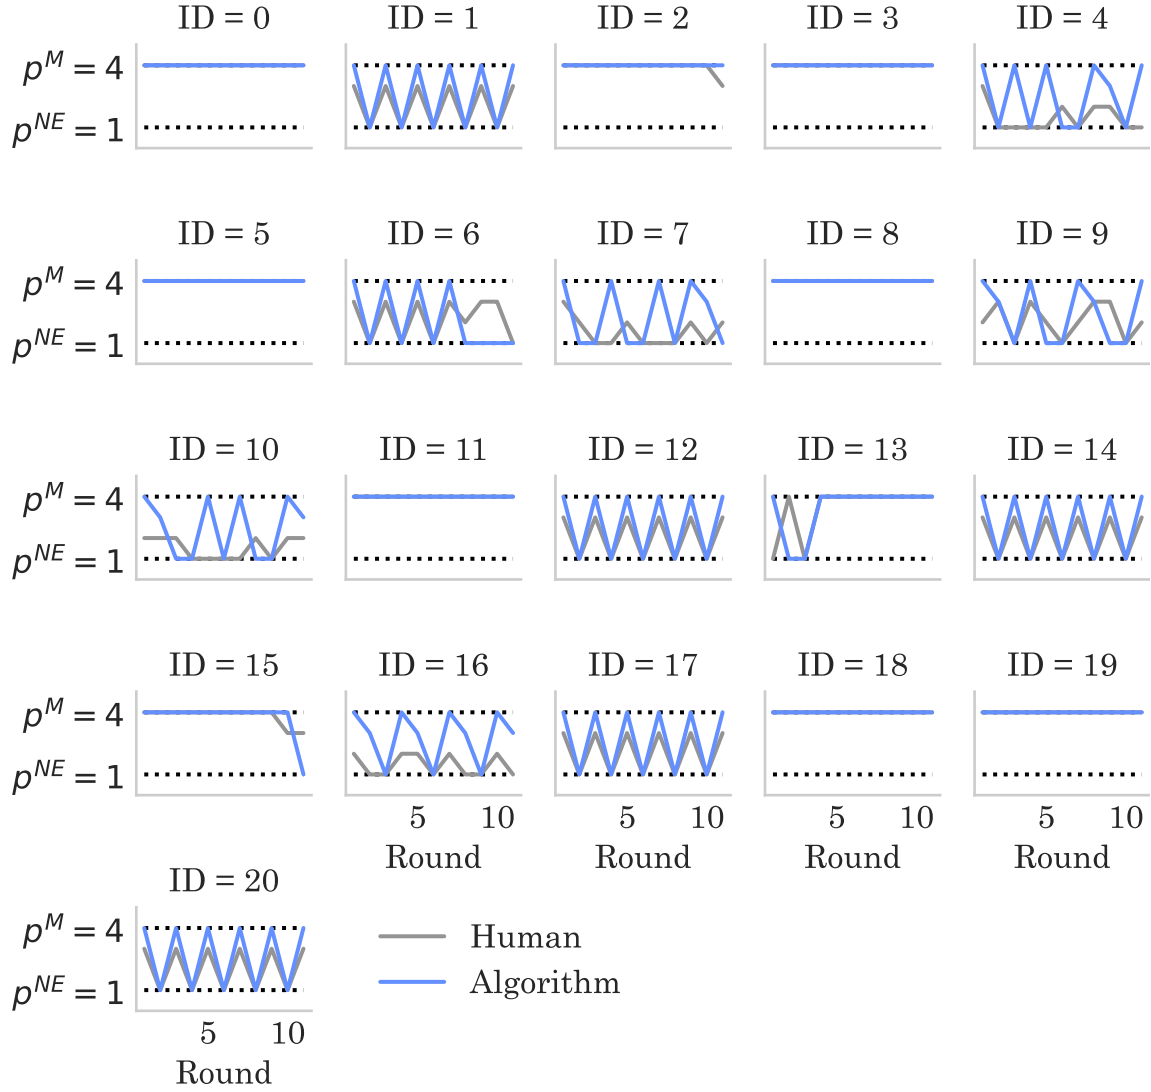 ID = 0 ID = 1 ID = 2 ID = 3 ID = 4
p^M = 4
p^NE = 1
ID = 5 ID = 6 ID = 7 ID = 8 ID = 9
p^M = 4
p^NE = 1
ID = 10 ID = 11 ID = 12 ID = 13 ID = 14
p^M = 4
p^NE = 1
ID = 15 ID = 16 ID = 17 ID = 18 ID = 19
p^M = 4
p^NE = 1
5 10 5 10 5 10 5 10
Round Round Round Round
ID = 20
p^M = 4
p^NE = 1
5 10
Round
Human
Algorithm